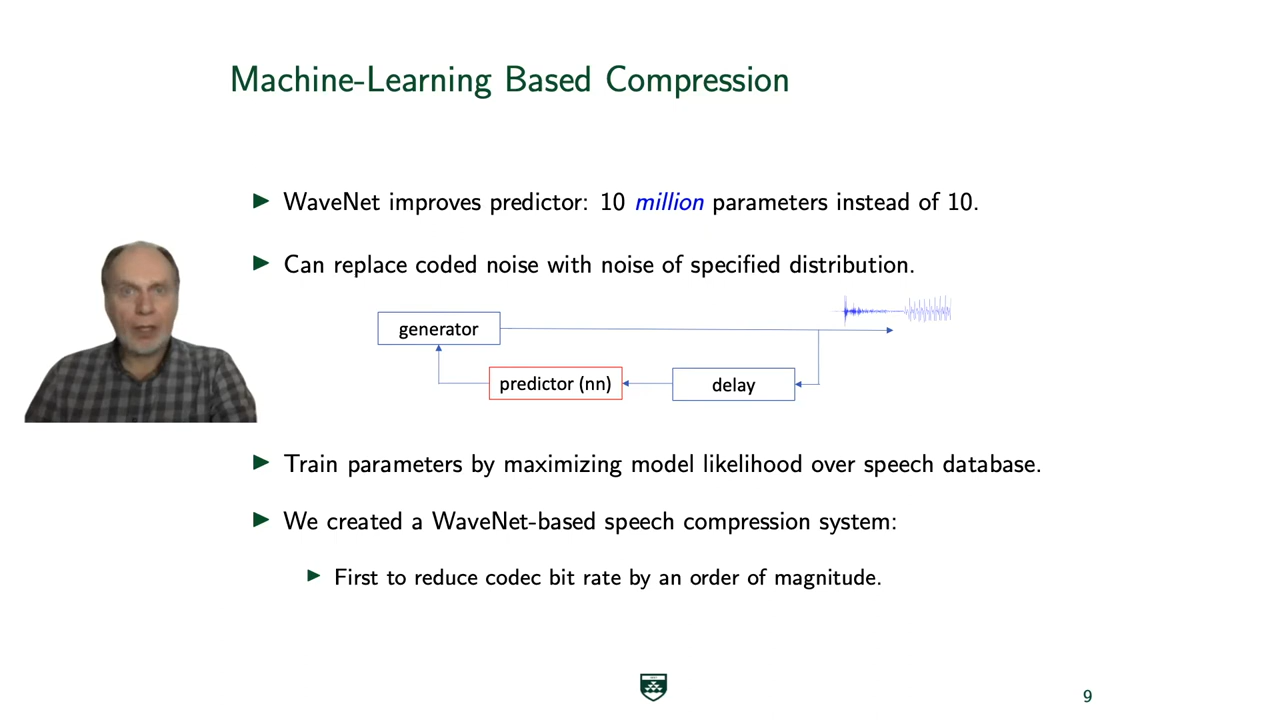 Machine-Learning Based Compression
WaveNet improves predictor: 10 million parameters instead of 10.
Can replace coded noise with noise of specified distribution.
generator
predictor (nn)
delay
Train parameters by maximizing model likelihood over speech database.
We created a WaveNet-based speech compression system:
First to reduce codec bit rate by an order of magnitude.
9